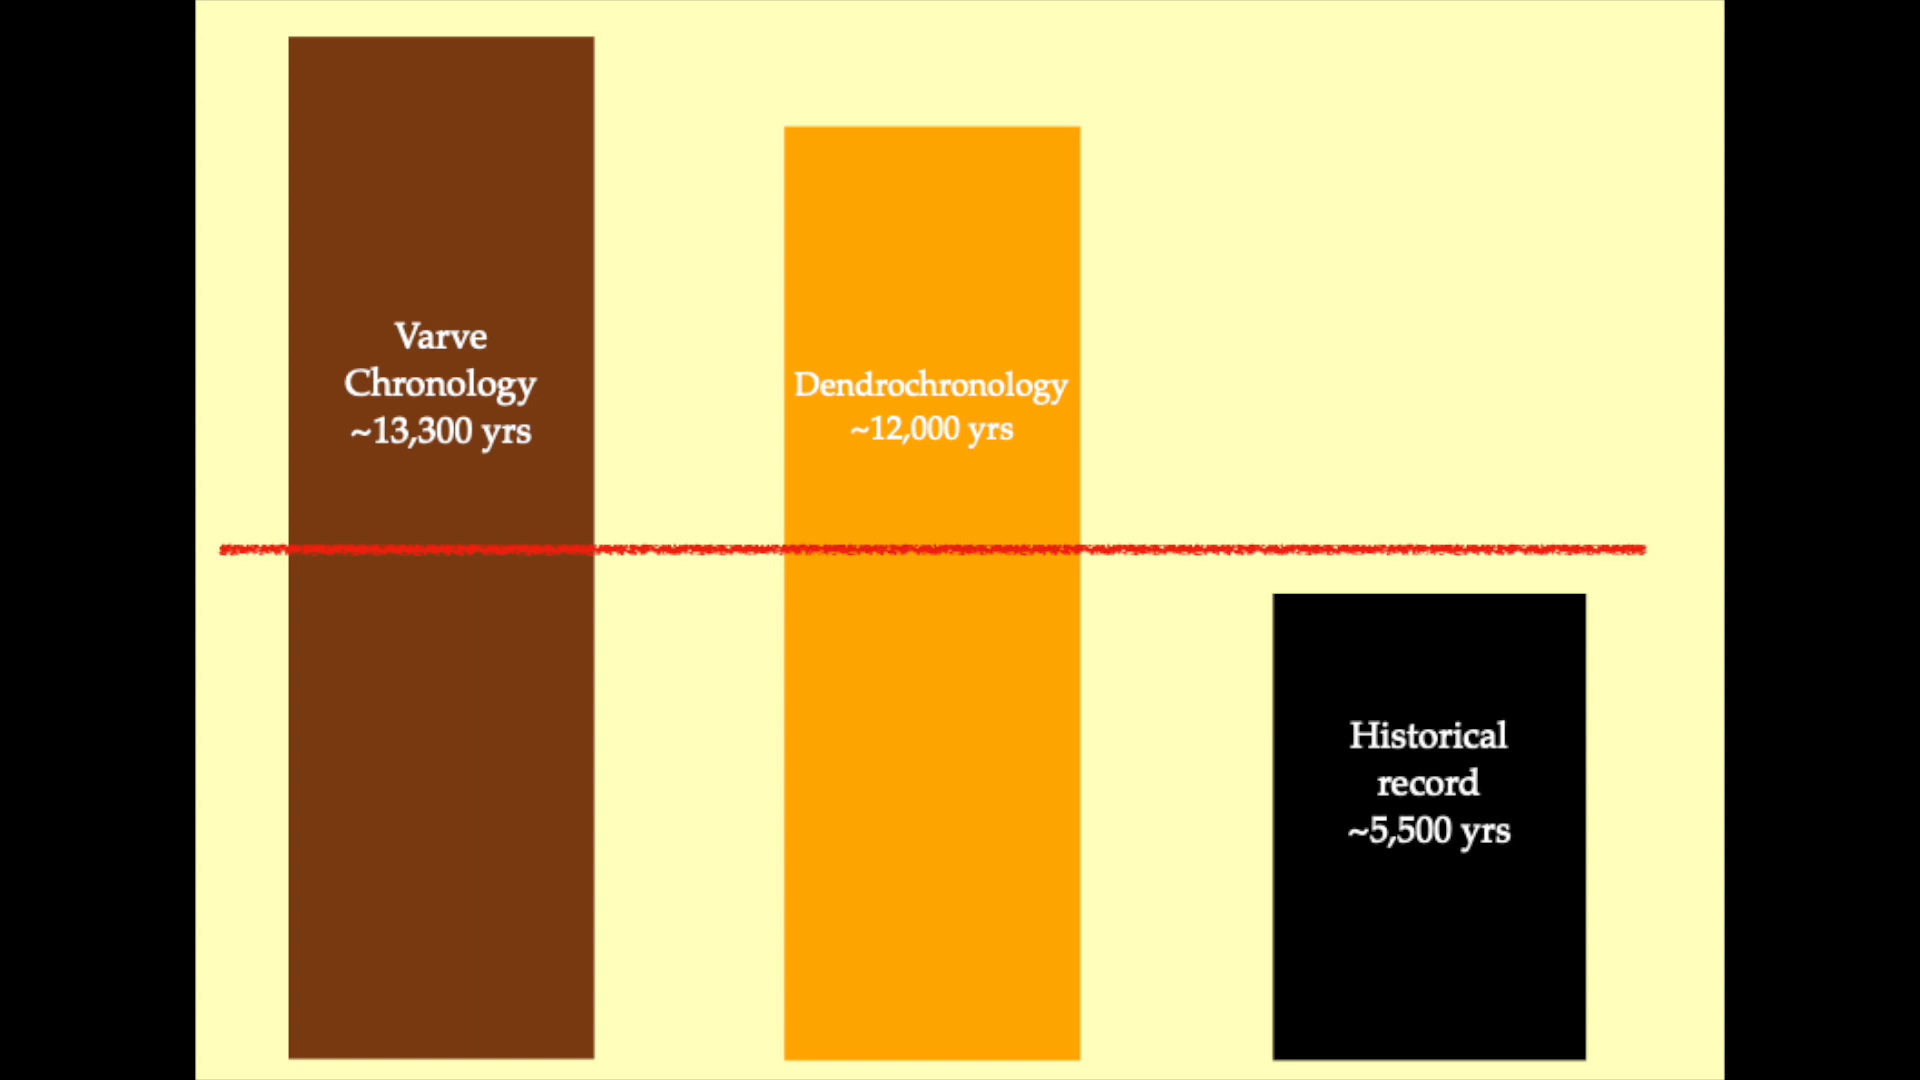 Varve
Chronology
~13,300 yrs
Dendrochronology
~12,000 yrs
Historical
record
~5,500 yrs